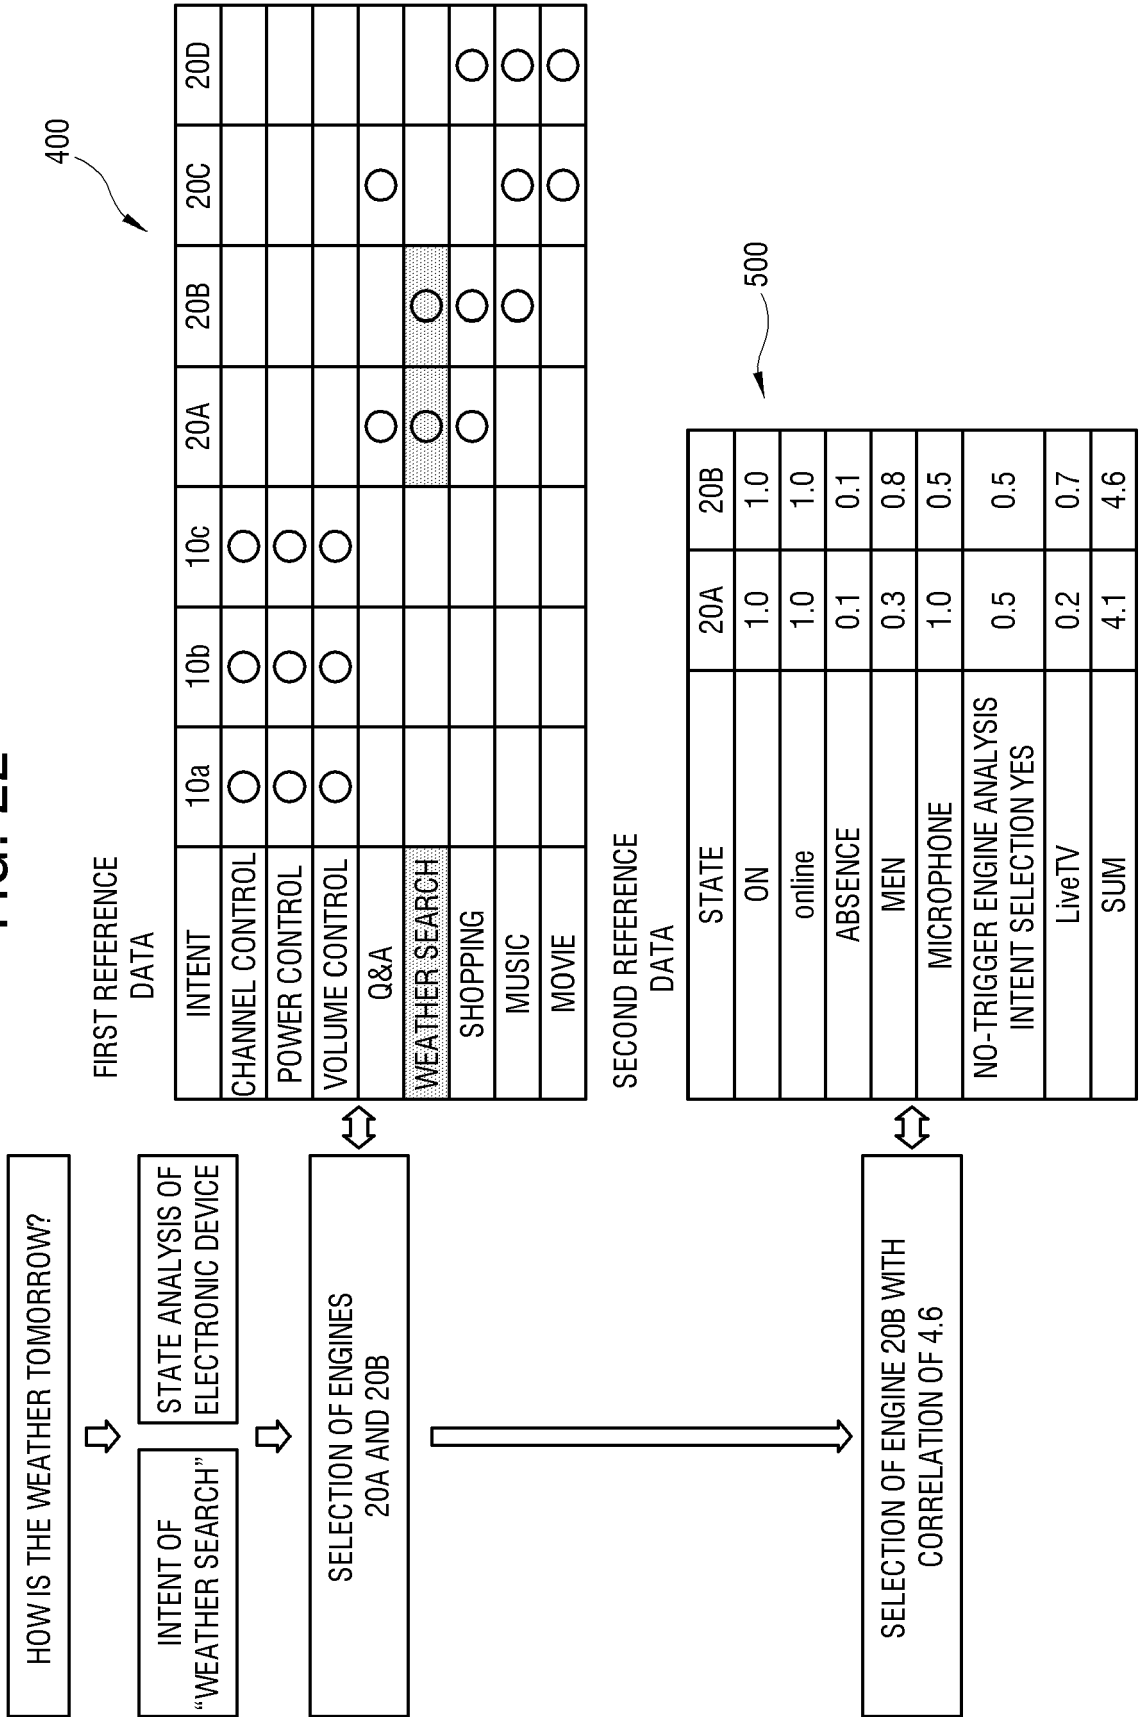 HOW IS THE WEATHER TOMORROW?
INTENT OF
"WEATHER SEARCH"
STATE ANALYSIS OF
ELECTRONIC DEVICE
SELECTION OF ENGINES
20A AND 20B
SELECTION OF ENGINE 20B WITH
CORRELATION OF 4.6
FIRST REFERENCE
DATA
400
INTENT 10a 10b 10c 20A 20B 20C 20D
CHANNEL CONTROL ○ ○ ○
POWER CONTROL ○ ○ ○
VOLUME CONTROL ○ ○ ○
Q&A ○ ○
WEATHER SEARCH ○ ○
SHOPPING ○ ○ ○
MUSIC ○ ○ ○
MOVIE ○ ○
SECOND REFERENCE
DATA
500
STATE 20A 20B
ON 1.0 1.0
online 1.0 1.0
ABSENCE 0.1 0.1
MEN 0.3 0.8
MICROPHONE 1.0 0.5
NO-TRIGGER ENGINE ANALYSIS
INTENT SELECTION YES 0.5 0.5
LiveTV 0.2 0.7
SUM 4.1 4.6